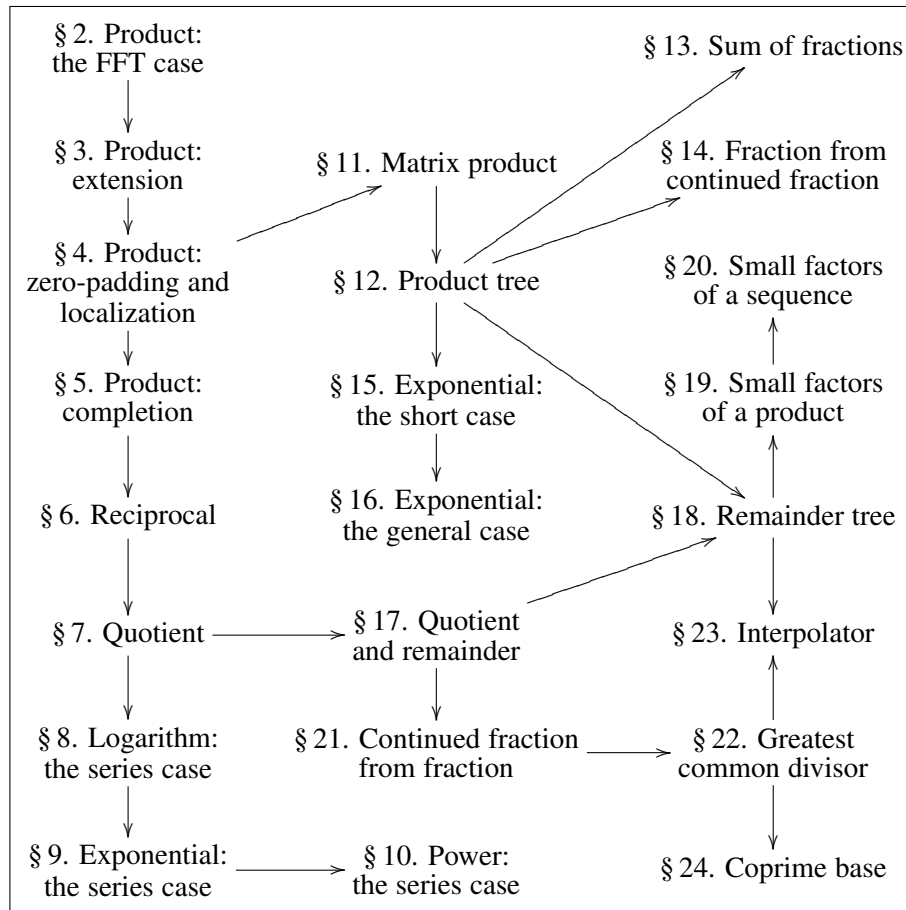 § 2. Product:
the FFT case
§ 13. Sum of fractions
§ 3. Product:
extension
§ 11. Matrix product
§ 14. Fraction from
continued fraction
§ 4. Product:
zero-padding and
localization
§ 12. Product tree
§ 20. Small factors
of a sequence
§ 5. Product:
completion
§ 15. Exponential:
the short case
§ 19. Small factors
of a product
§ 6. Reciprocal
§ 16. Exponential:
the general case
§ 18. Remainder tree
§ 7. Quotient
§ 17. Quotient
and remainder
§ 23. Interpolator
§ 8. Logarithm:
the series case
§ 21. Continued fraction
from fraction
§ 22. Greatest
common divisor
§ 9. Exponential:
the series case
§ 10. Power:
the series case
§ 24. Coprime base